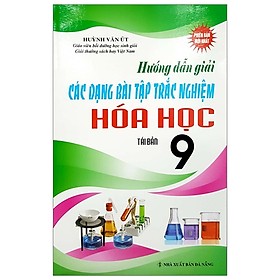 HUỲNH VĂN ÚT
Giáo viên bồi dưỡng học sinh giỏi
Giải thưởng sách hay Việt Nam
Hướng dẫn giải
CÁC DẠNG BÀI TẬP TRẮC NGHIỆM
HÓA HỌC
TÁI BẢN
9
NHÀ XUẤT BẢN ĐÀ NẴNG